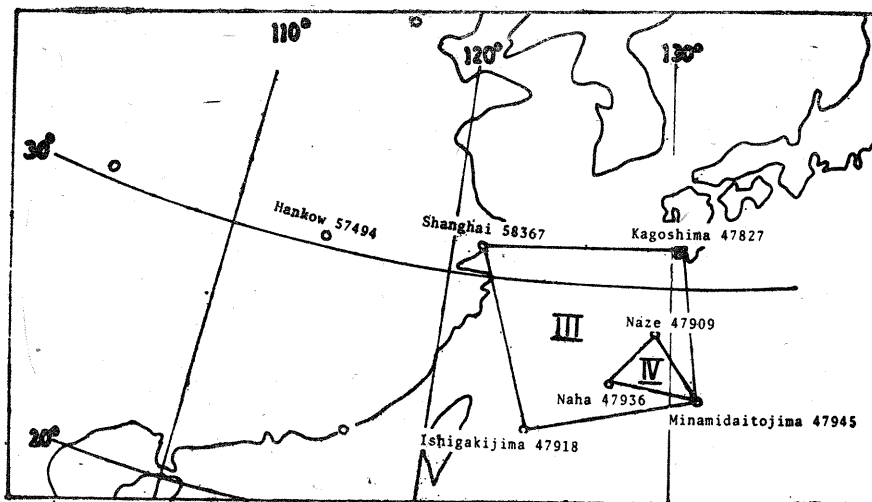 110°
120°
130°
30°
Hankow 57494
Shanghai 58367
Kagoshima 47827
III
Naze 47909
IV
Naha 47936
Minamidaitojima 47945
Ishigakijima 47918
20°